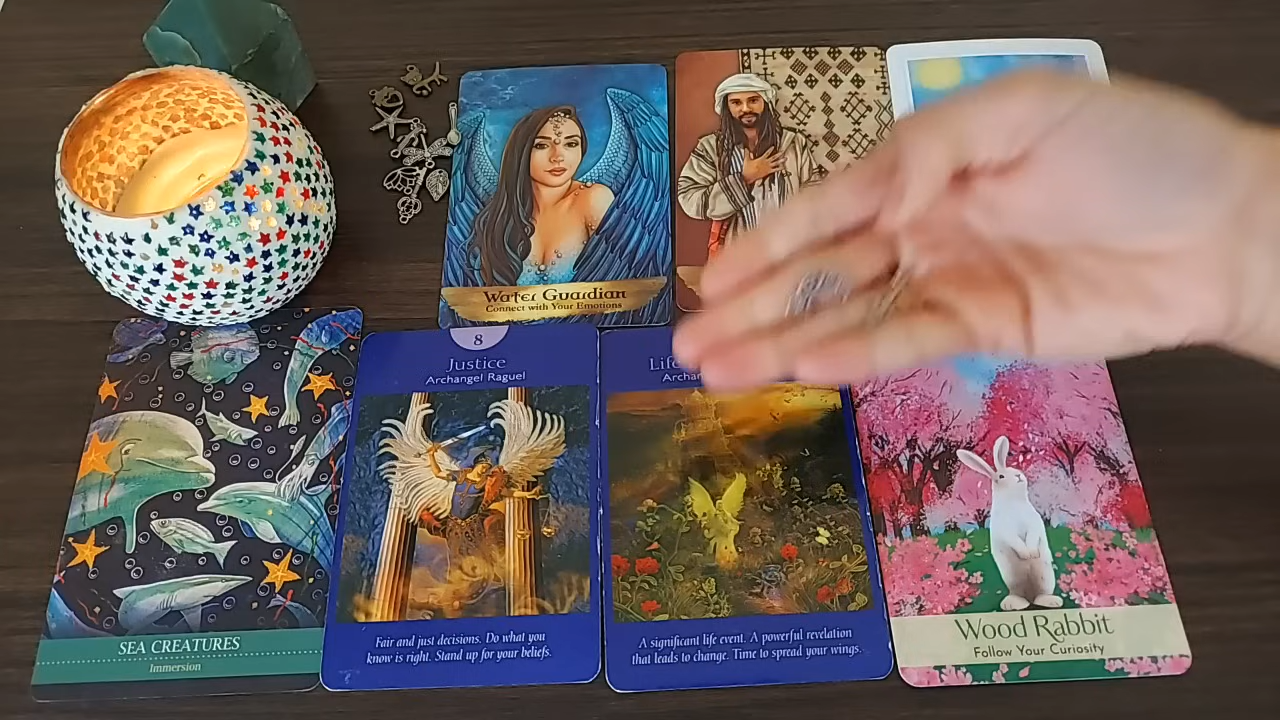 Water Guardian
Connect with Your Emotions
8
Justice
Archangel Raguel
SEA CREATURES
Immersion
Fair and just decisions. Do what you
know is right. Stand up for your beliefs.
A significant life event. A powerful revelation
that leads to change. Time to spread your wings.
Wood Rabbit
Follow Your Curiosity